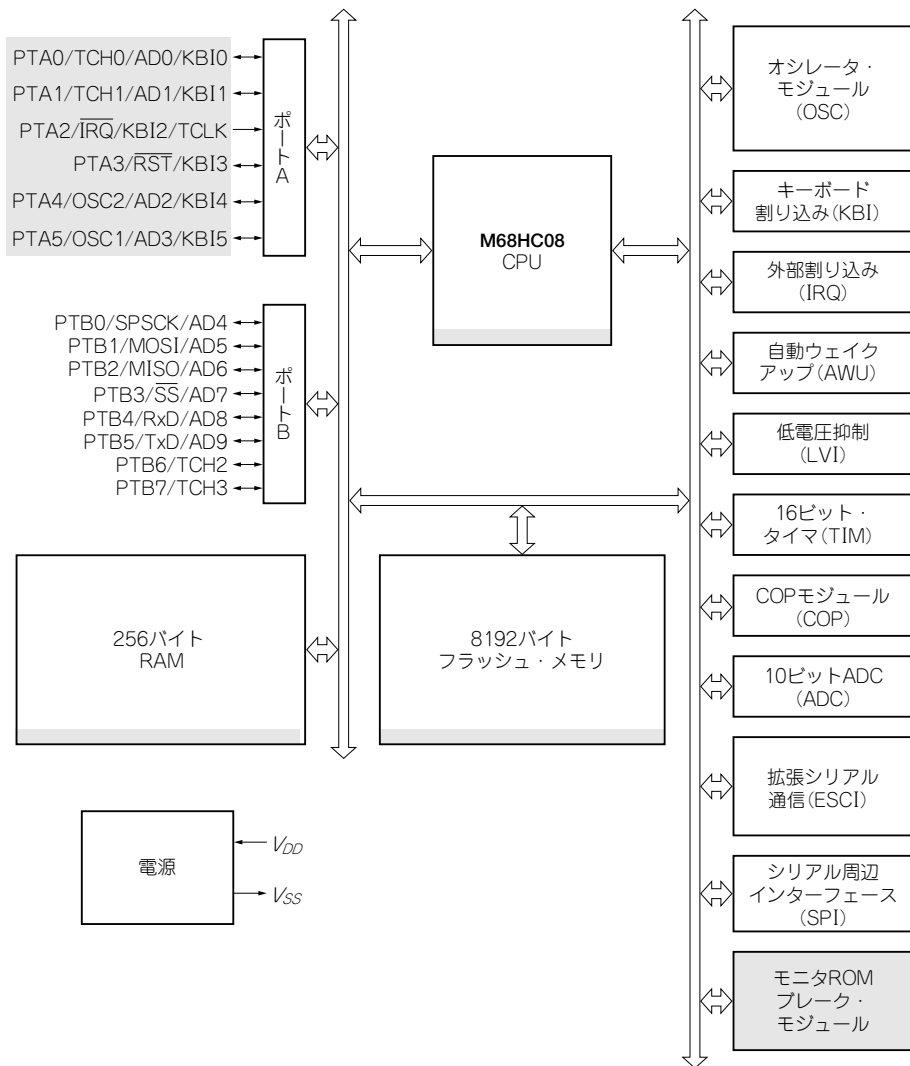 PTA0/TCH0/AD0/KBI0
PTA1/TCH1/AD1/KBI1
PTA2/I̅R̅Q̅/KBI2/TCLK
PTA3/R̅S̅T̅/KBI3
PTA4/OSC2/AD2/KBI4
PTA5/OSC1/AD3/KBI5
ポートA
PTB0/SPSCK/AD4
PTB1/MOSI/AD5
PTB2/MISO/AD6
PTB3/S̅S̅/AD7
PTB4/RxD/AD8
PTB5/TxD/AD9
PTB6/TCH2
PTB7/TCH3
ポートB
M68HC08
CPU
256バイト
RAM
8192バイト
フラッシュ・メモリ
電源
VDD
VSS
オシレータ・
モジュール
(OSC)
キーボード
割り込み(KBI)
外部割り込み
(IRQ)
自動ウェイク
アップ(AWU)
低電圧抑制
(LVI)
16ビット・
タイマ(TIM)
COPモジュール
(COP)
10ビットADC
(ADC)
拡張シリアル
通信(ESCI)
シリアル周辺
インターフェース
(SPI)
モニタROM
ブレーク・
モジュール